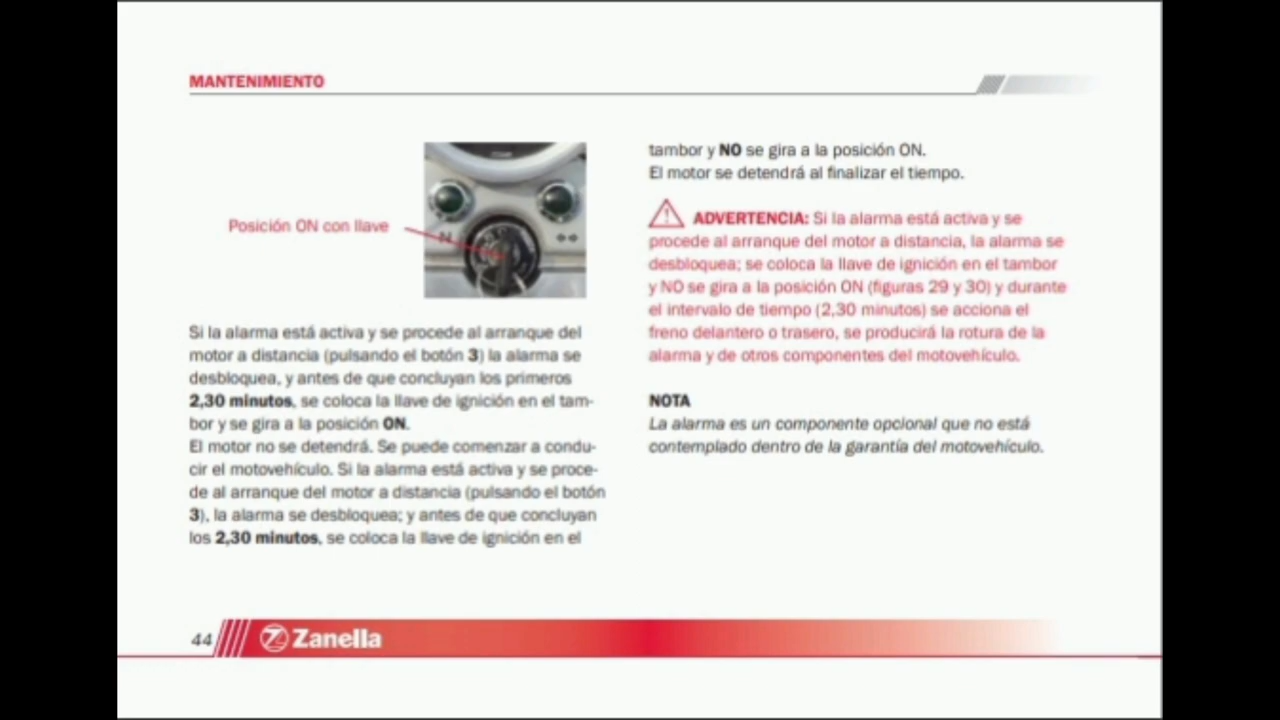 MANTENIMIENTO
Posición ON con llave
Si la alarma está activa y se procede al arranque del
motor a distancia (pulsando el botón 3) la alarma se
desbloquea, y antes de que concluyan los primeros
2,30 minutos, se coloca la llave de ignición en el tam-
bor y se gira a la posición ON.
El motor no se detendrá. Se puede comenzar a condu-
cir el motovehículo. Si la alarma está activa y se proce-
de al arranque del motor a distancia (pulsando el botón
3), la alarma se desbloquea; y antes de que concluyan
los 2,30 minutos, se coloca la llave de ignición en el
tambor y NO se gira a la posición ON.
El motor se detendrá al finalizar el tiempo.
ADVERTENCIA: Si la alarma está activa y se
procede al arranque del motor a distancia, la alarma se
desbloquea; se coloca la llave de ignición en el tambor
y NO se gira a la posición ON (figuras 29 y 30) y durante
el intervalo de tiempo (2,30 minutos) se acciona el
freno delantero o trasero, se producirá la rotura de la
alarma y de otros componentes del motovehículo.
NOTA
La alarma es un componente opcional que no está
contemplado dentro de la garantía del motovehículo.
44 Zanella